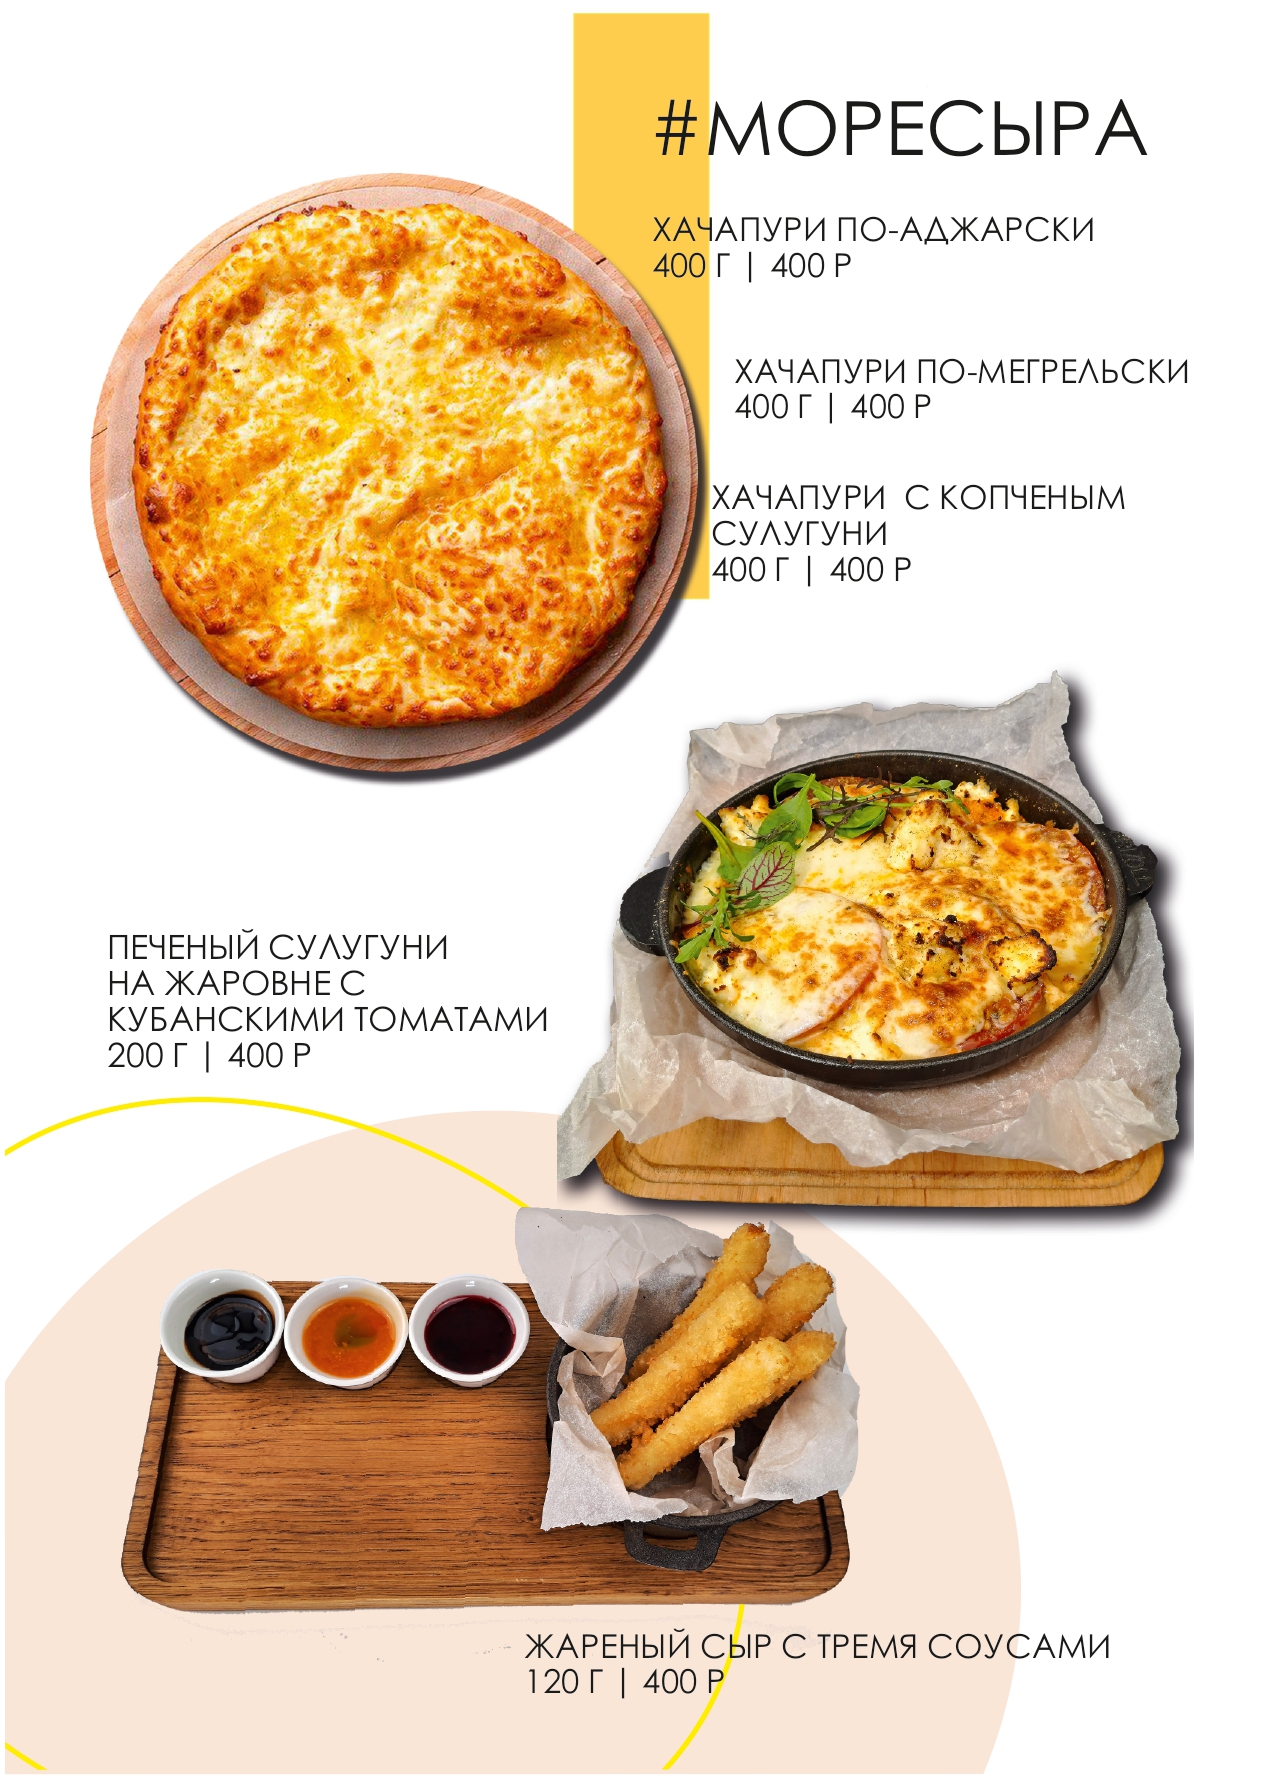 #МОРЕСЫРА
ХАЧАПУРИ ПО-АДЖАРСКИ
400 Г | 400 Р
ХАЧАПУРИ ПО-МЕГРЕЛЬСКИ
400 Г | 400 Р
ХАЧАПУРИ С КОПЧЕНЫМ
СУЛУГУНИ
400 Г | 400 Р
ПЕЧЕНЫЙ СУЛУГУНИ
НА ЖАРОВНЕ С
КУБАНСКИМИ ТОМАТАМИ
200 Г | 400 Р
ЖАРЕНЫЙ СЫР С ТРЕМЯ СОУСАМИ
120 Г | 400 Р